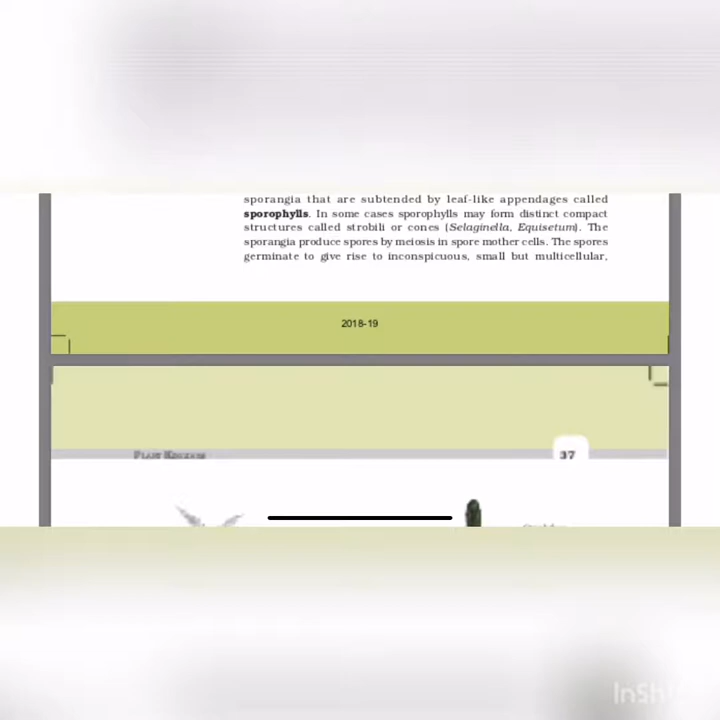 sporangia that are subtended by leaf-like appendages called
sporophylls. In some cases sporophylls may form distinct compact
structures called strobili or cones (Selaginella, Equisetum). The
sporangia produce spores by meiosis in spore mother cells. The spores
germinate to give rise to inconspicuous, small but multicellular,
2018-19
PLANT KINGDOM
37